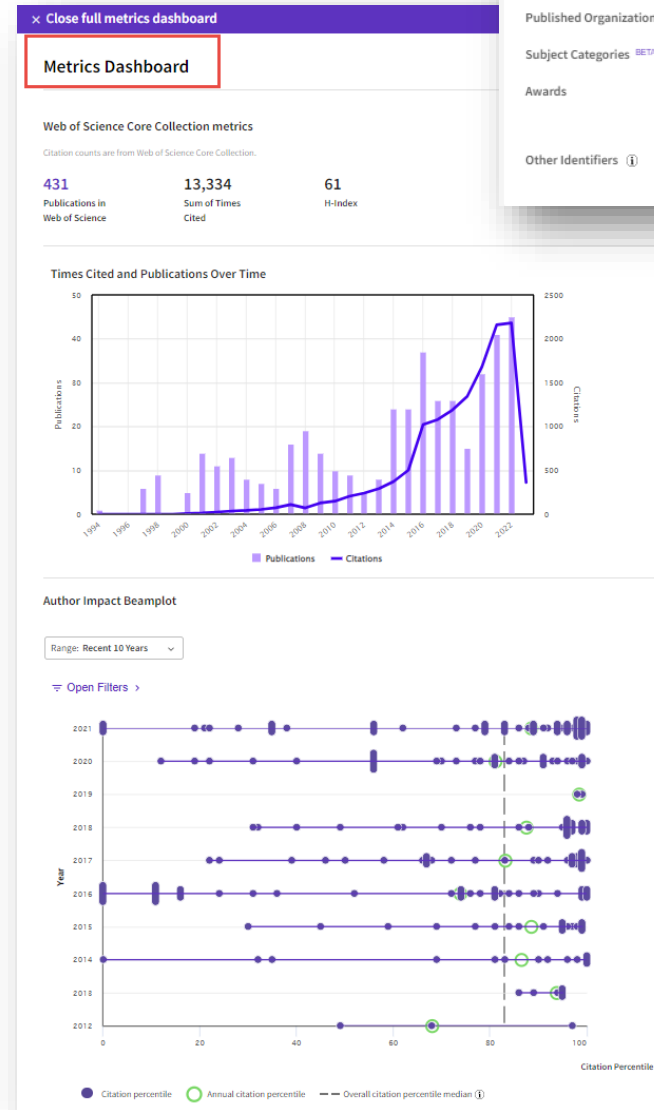 × Close full metrics dashboard
Published Organization
Subject Categories BETA
Awards
Other Identifiers
Metrics Dashboard
Web of Science Core Collection metrics
Citation counts are from Web of Science Core Collection.
431 13,334 61
Publications in Sum of Times H-Index
Web of Science Cited
Times Cited and Publications Over Time
50 2500
40 2000
30 1500
20 1000
10 500
0 0
Publications
Citations
1994 1996 1998 2000 2002 2004 2006 2008 2010 2012 2014 2016 2018 2020 2022
Publications Citations
Author Impact Beamplot
Range: Recent 10 Years
Open Filters >
2021
2020
2019
2018
2017
Year
2016
2015
2014
2013
2012
0 20 40 60 80 100
Citation Percentile
Citation percentile Annual citation percentile Overall citation percentile median